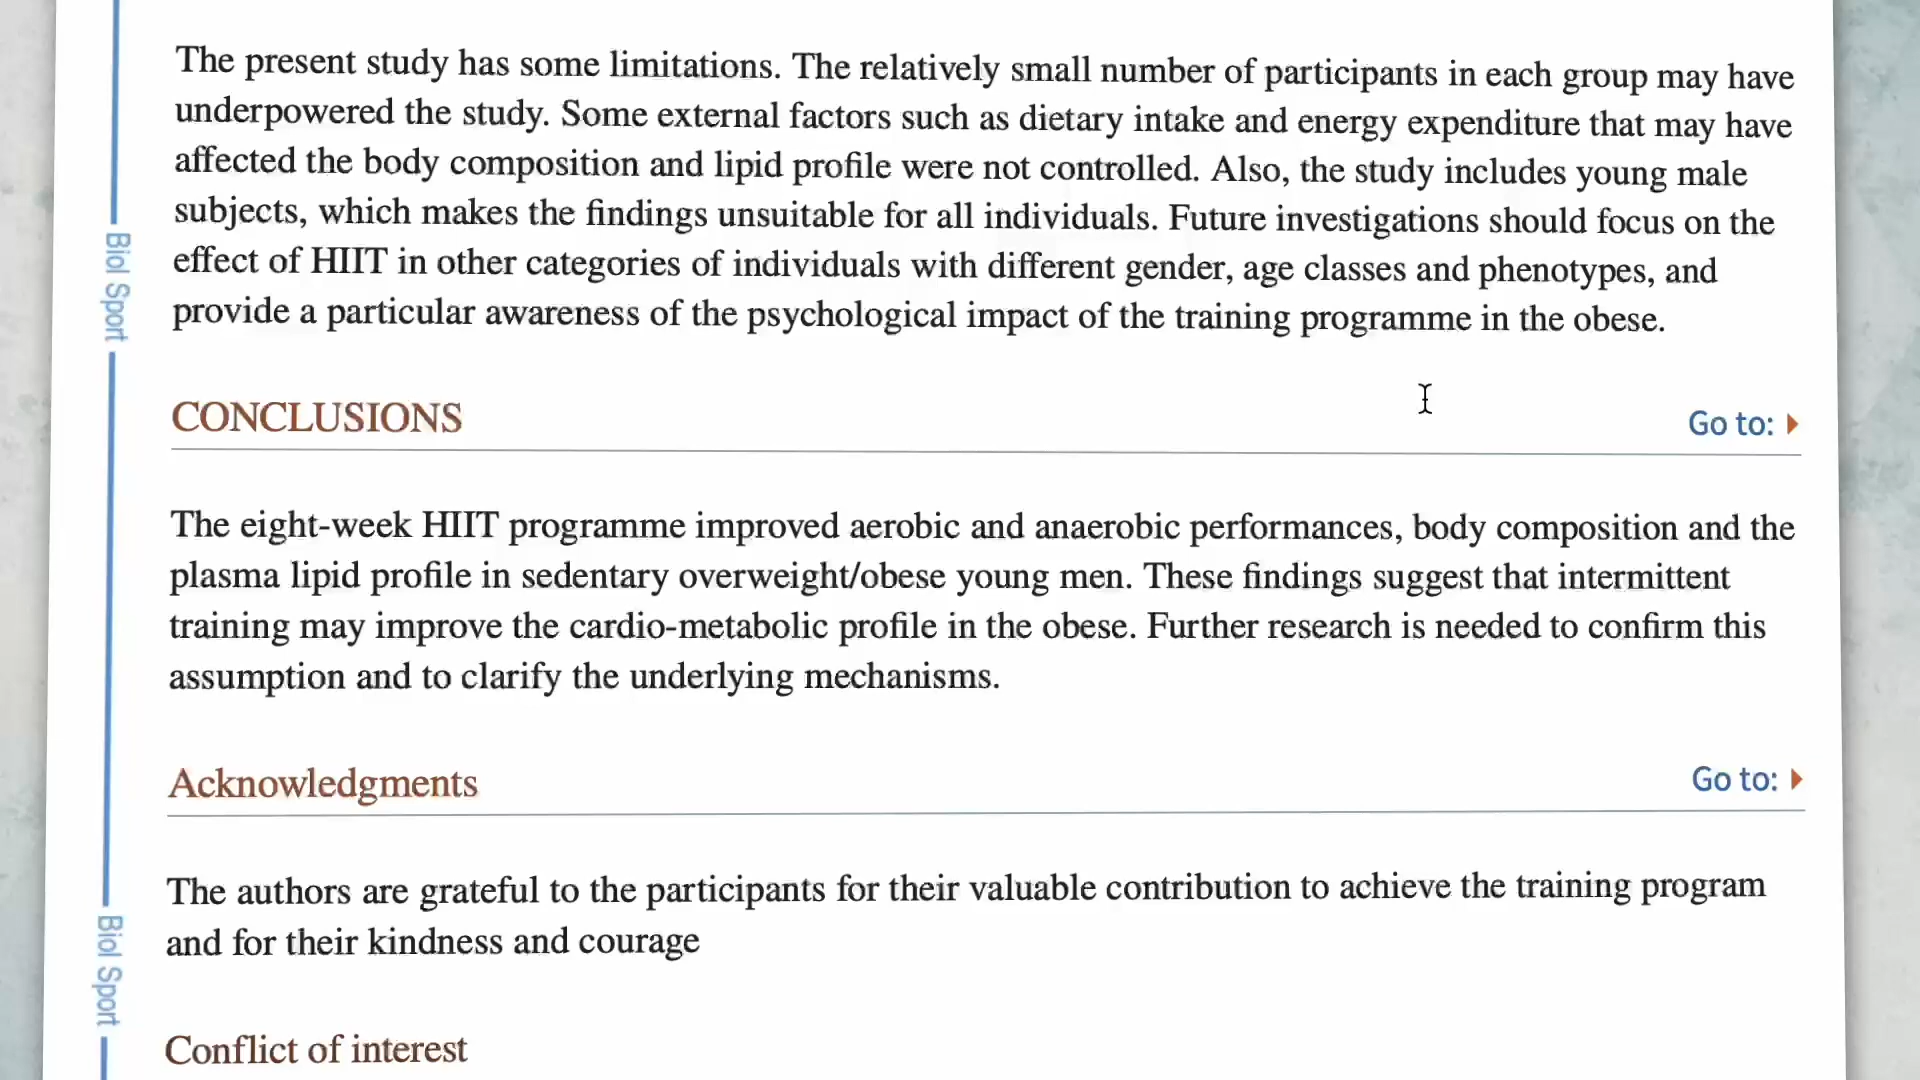 The present study has some limitations. The relatively small number of participants in each group may have
underpowered the study. Some external factors such as dietary intake and energy expenditure that may have
affected the body composition and lipid profile were not controlled. Also, the study includes young male
subjects, which makes the findings unsuitable for all individuals. Future investigations should focus on the
effect of HIIT in other categories of individuals with different gender, age classes and phenotypes, and
provide a particular awareness of the psychological impact of the training programme in the obese.
Biol Sport
CONCLUSIONS
Go to:
The eight-week HIIT programme improved aerobic and anaerobic performances, body composition and the
plasma lipid profile in sedentary overweight/obese young men. These findings suggest that intermittent
training may improve the cardio-metabolic profile in the obese. Further research is needed to confirm this
assumption and to clarify the underlying mechanisms.
Acknowledgments
Go to:
The authors are grateful to the participants for their valuable contribution to achieve the training program
and for their kindness and courage
Biol Sport
Conflict of interest